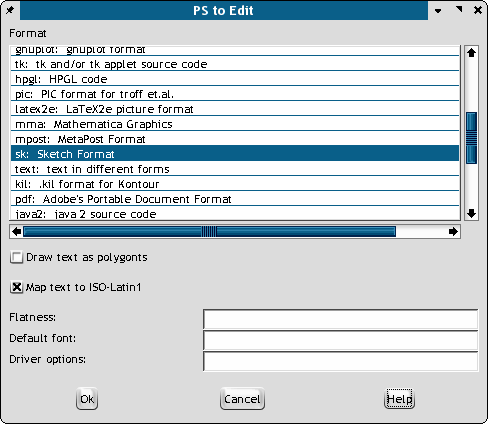 PS to Edit
Format
gnuplot: gnuplot format
tk: tk and/or tk applet source code
hpgl: HPGL code
pic: PIC format for troff et.al.
latex2e: LaTeX2e picture format
mma: Mathematica Graphics
mpost: MetaPost Format
sk: Sketch Format
text: text in different forms
kil: .kil format for Kontour
pdf: Adobe's Portable Document Format
java2: java 2 source code
Draw text as polygonts
Map text to ISO-Latin1
Flatness:
Default font:
Driver options:
Ok Cancel Help